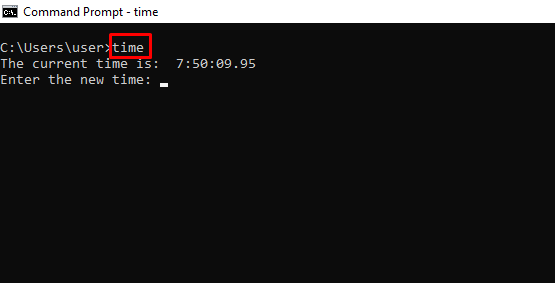 Command Prompt - time
C:\Users\user>time
The current time is:  7:50:09.95
Enter the new time: